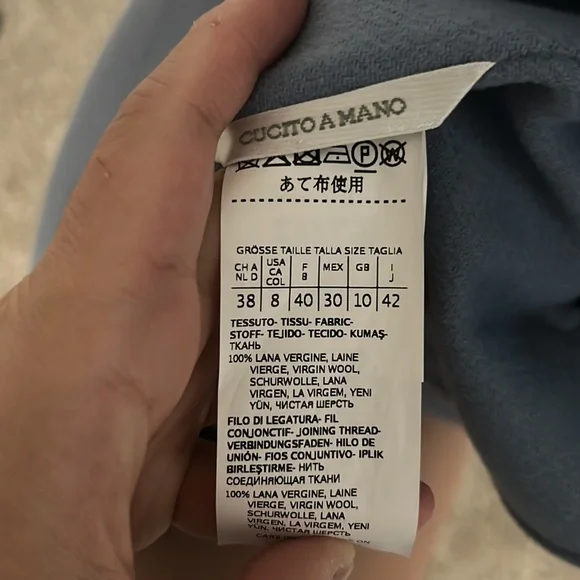 CUCITO A MANO
P W
あて布使用
GRÖSSE TAILLE TALLA SIZE TAGLIA
CH A NL D USA CA COL F B MEX GB I J
38 8 40 30 10 42
TESSUTO- TISSU- FABRIC-
STOFF- TEJIDO- TECIDO- KUMAŞ-
ТКАНЬ
100% LANA VERGINE, LAINE
VIERGE, VIRGIN WOOL,
SCHURWOLLE, LANA
VIRGEN, LA VIRGEM, YENI
YÜN, ЧИСТАЯ ШЕРСТЬ
FILO DI LEGATURA- FIL
CONJONCTIF- JOINING THREAD-
VERBINDUNGSFADEN- HILO DE
UNIÓN- FIOS CONJUNTIVO- IPLIK
BIRLEŞTIRME- НИТЬ
СОЕДИНЯЮЩАЯ ТКАНИ
100% LANA VERGINE, LAINE
VIERGE, VIRGIN WOOL,
SCHURWOLLE, LANA
VIRGEN, LA VIRGEM, YENI
YÜN, ЧИСТАЯ ШЕРСТЬ